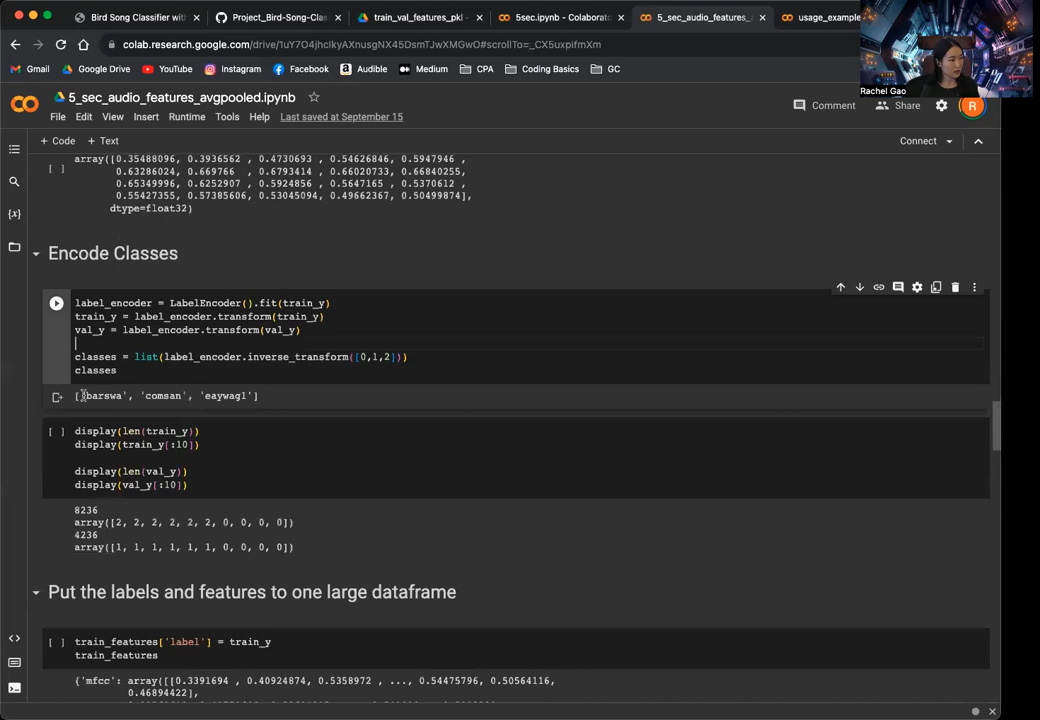 Bird Song Classifier with
Project_Bird-Song-Clas
train_val_features_pkl -
5sec.ipynb - Colaborato
5_sec_audio_features_
usage_example
colab.research.google.com/drive/1uY7O4jhcIkyAXnusgNX45DsmTJwXMGwO#scrollTo=_CX5uxpifmXm
Gmail
Google Drive
YouTube
Instagram
Facebook
Audible
Medium
CPA
Coding Basics
GC
Rachel Gao
5_sec_audio_features_avgpooled.ipynb
Comment
Share
R
File Edit View Insert Runtime Tools Help Last saved at September 15
+ Code + Text
Connect
array([0.35488096, 0.3936562 , 0.4730693 , 0.54626846, 0.5947946 ,
[ ]
0.63286024, 0.669766 , 0.6793414 , 0.66020733, 0.66840255,
0.65349996, 0.6252907 , 0.5924856 , 0.5647165 , 0.5370612 ,
0.55427355, 0.57385606, 0.53045094, 0.49662367, 0.50499874],
dtype=float32)
Encode Classes
label_encoder = LabelEncoder().fit(train_y)
train_y = label_encoder.transform(train_y)
val_y = label_encoder.transform(val_y)
classes = list(label_encoder.inverse_transform([0,1,2]))
classes
['barswa', 'comsan', 'eaywag1']
[ ] display(len(train_y))
display(train_y[:10])
display(len(val_y))
display(val_y[:10])
8236
array([2, 2, 2, 2, 2, 2, 0, 0, 0, 0])
4236
array([1, 1, 1, 1, 1, 1, 0, 0, 0, 0])
Put the labels and features to one large dataframe
[ ] train_features['label'] = train_y
train_features
{'mfcc': array([[0.3391694 , 0.40924874, 0.5358972 , ..., 0.54475796, 0.50564116,
0.46894422],